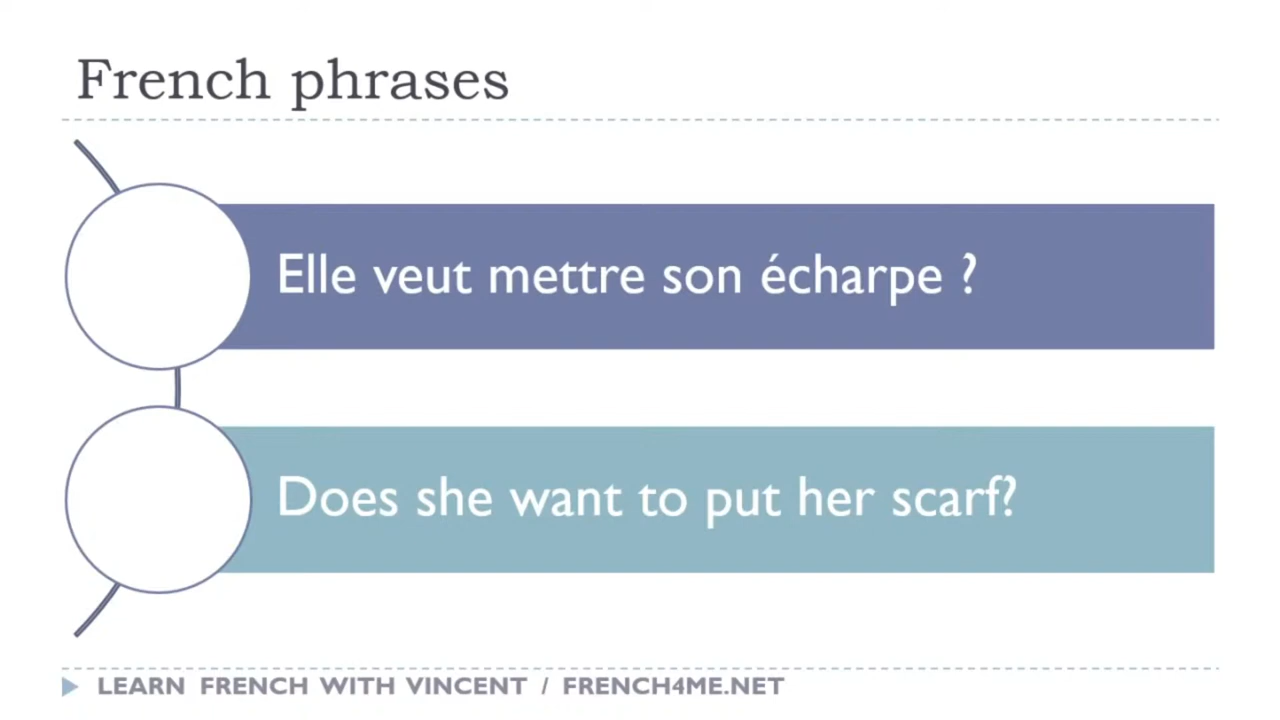 French phrases
Elle veut mettre son écharpe ?
Does she want to put her scarf?
LEARN FRENCH WITH VINCENT / FRENCH4ME.NET